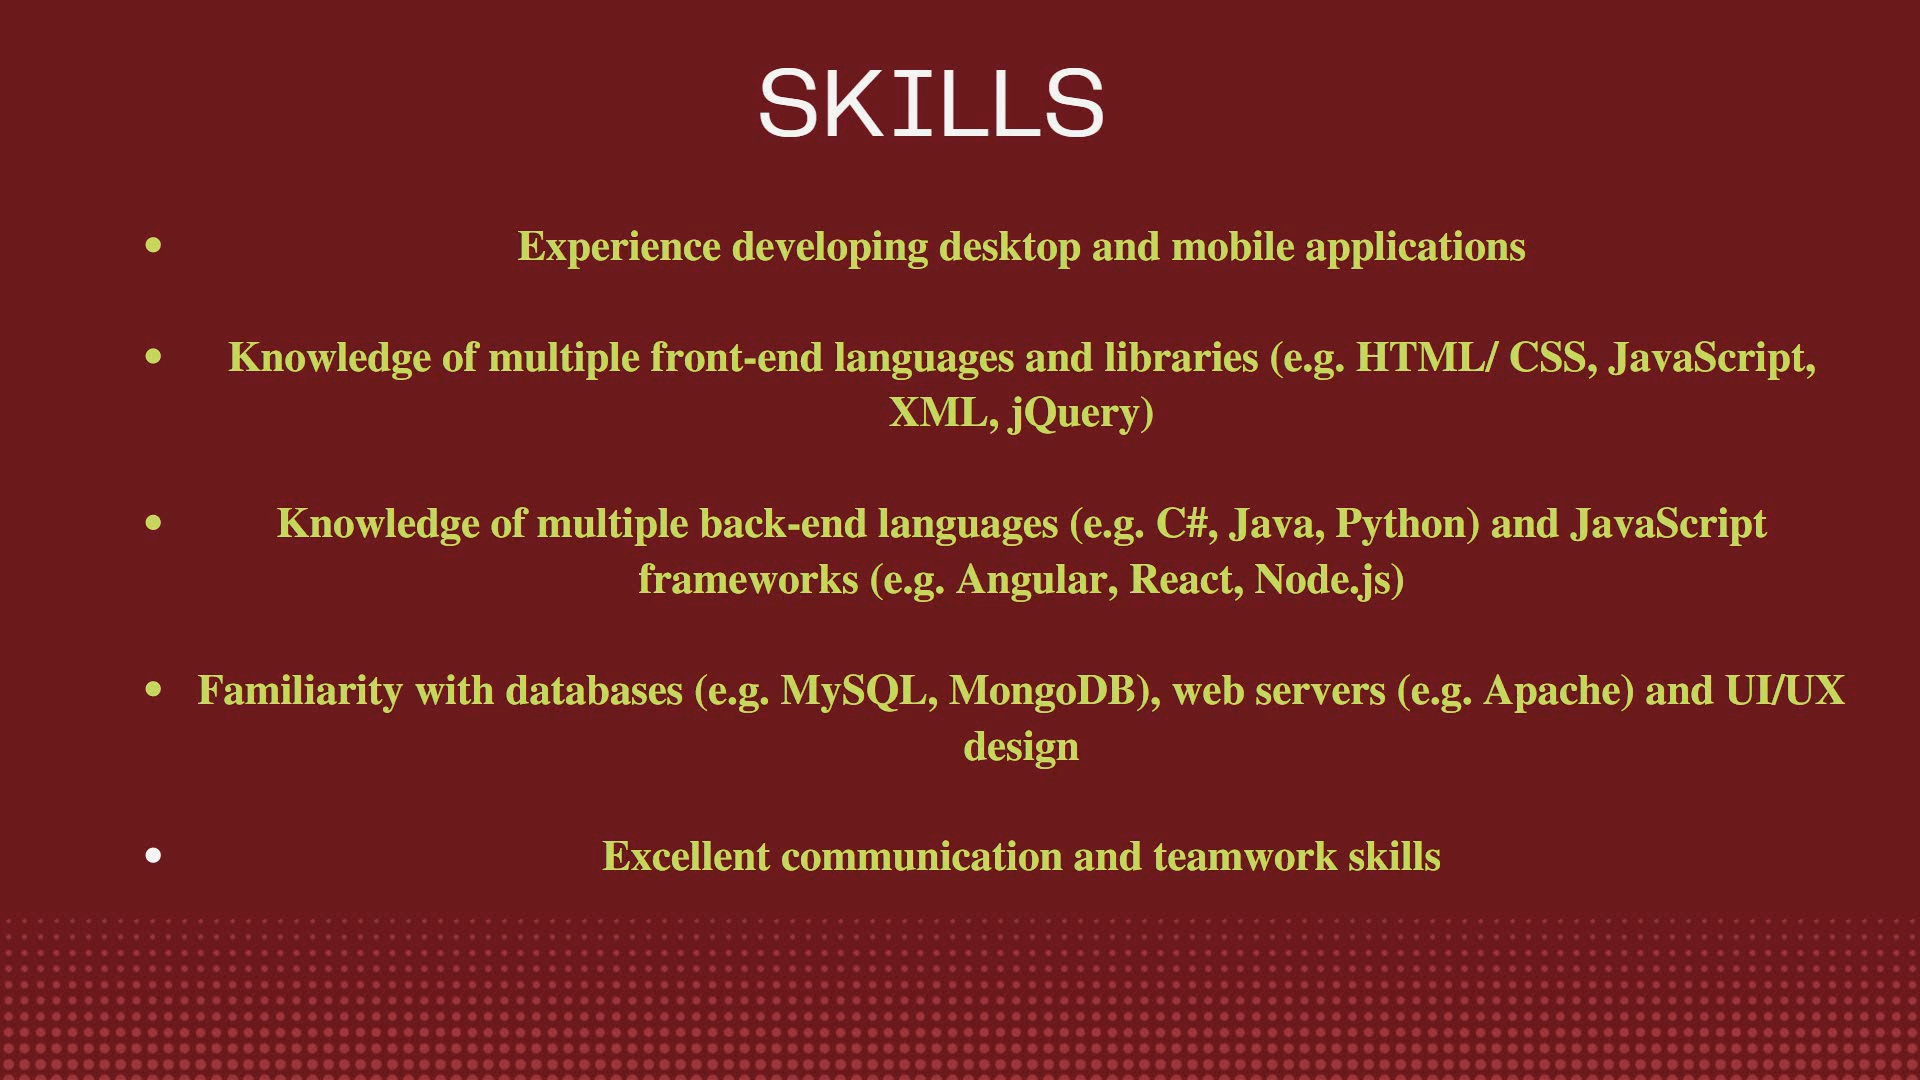 SKILLS
• Experience developing desktop and mobile applications
• Knowledge of multiple front-end languages and libraries (e.g. HTML/ CSS, JavaScript,
XML, jQuery)
• Knowledge of multiple back-end languages (e.g. C#, Java, Python) and JavaScript
frameworks (e.g. Angular, React, Node.js)
• Familiarity with databases (e.g. MySQL, MongoDB), web servers (e.g. Apache) and UI/UX
design
• Excellent communication and teamwork skills